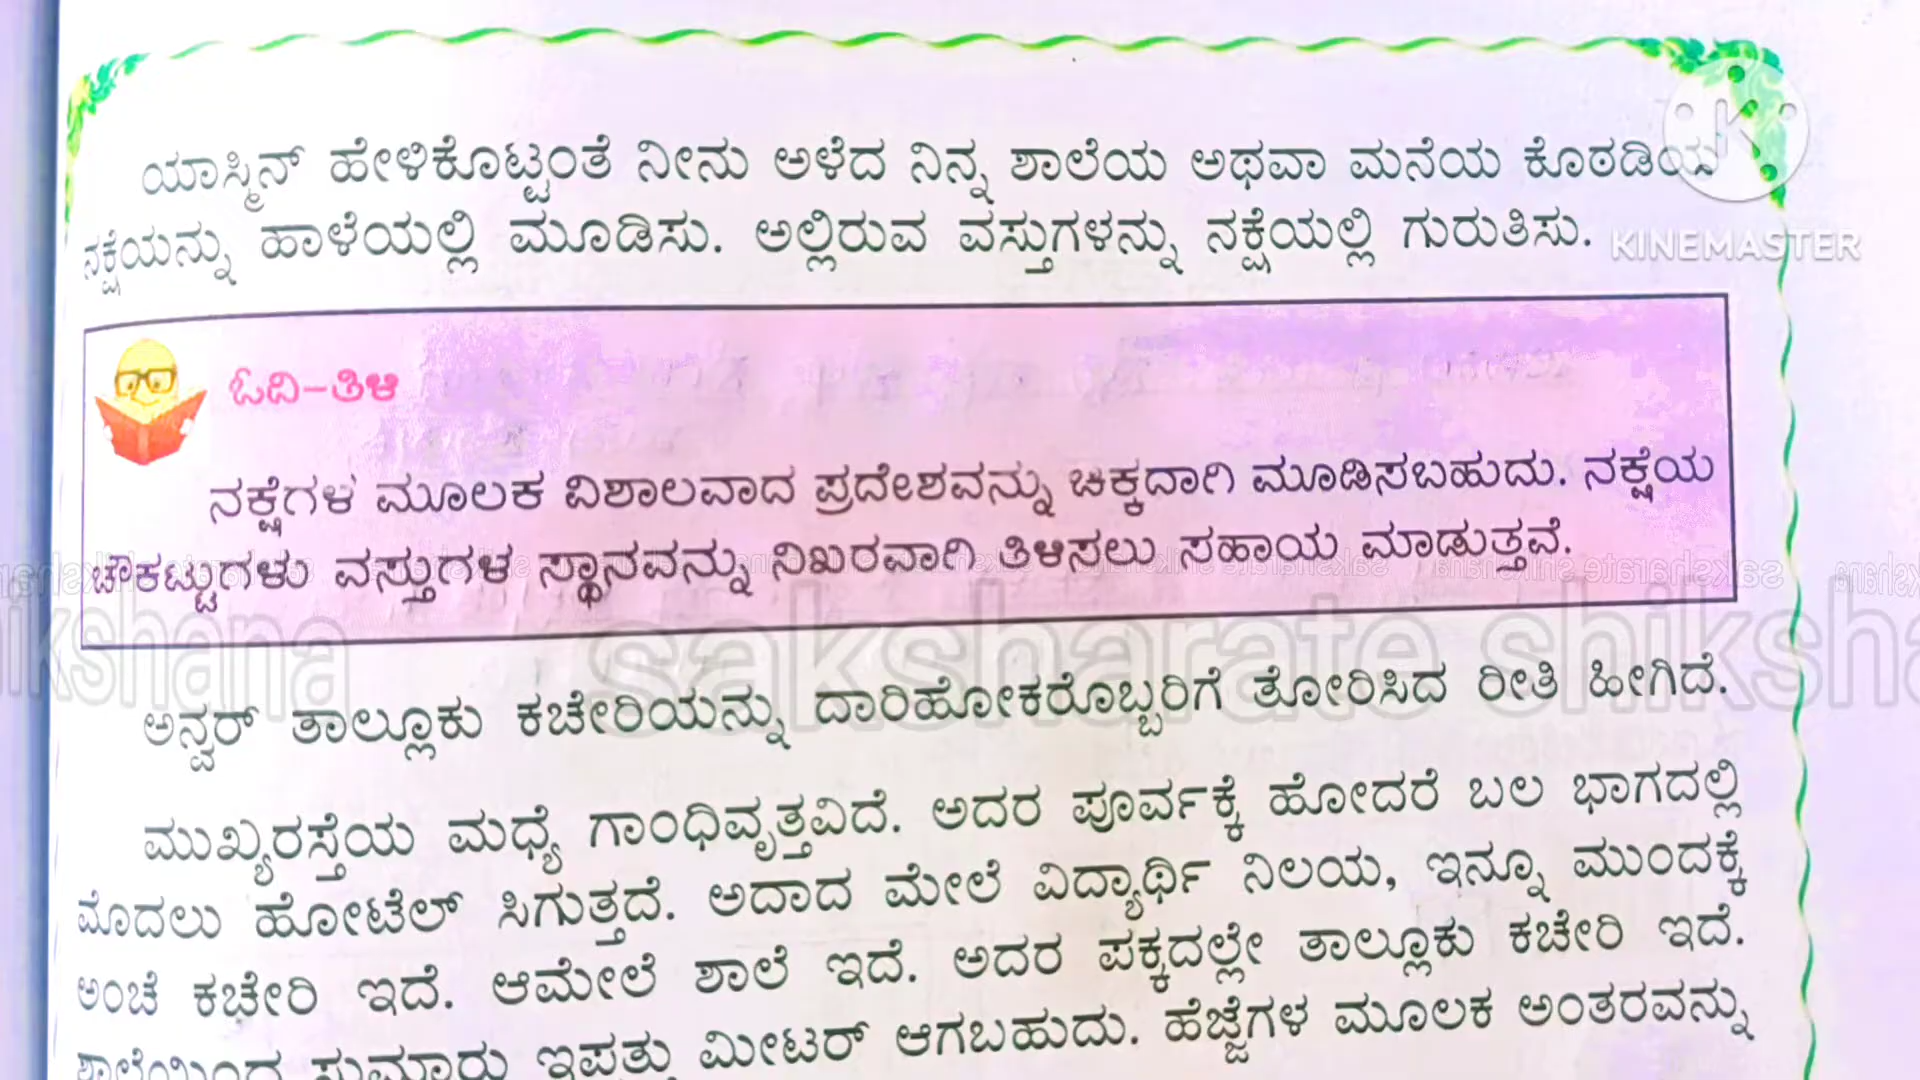 ಯಾಸ್ಮಿನ್ ಹೇಳಿಕೊಟ್ಟಂತೆ ನೀನು ಅಳೆದ ನಿನ್ನ ಶಾಲೆಯ ಅಥವಾ ಮನೆಯ ಕೊಠಡಿಯ
ನಕ್ಷೆಯನ್ನು ಹಾಳೆಯಲ್ಲಿ ಮೂಡಿಸು. ಅಲ್ಲಿರುವ ವಸ್ತುಗಳನ್ನು ನಕ್ಷೆಯಲ್ಲಿ ಗುರುತಿಸು.
KINEMASTER
ಓದಿ-ತಿಳಿ
ನಕ್ಷೆಗಳ ಮೂಲಕ ವಿಶಾಲವಾದ ಪ್ರದೇಶವನ್ನು ಚಿಕ್ಕದಾಗಿ ಮೂಡಿಸಬಹುದು. ನಕ್ಷೆಯ
ಚೌಕಟ್ಟುಗಳು ವಸ್ತುಗಳ ಸ್ಥಾನವನ್ನು ನಿಖರವಾಗಿ ತಿಳಿಸಲು ಸಹಾಯ ಮಾಡುತ್ತವೆ.
saksharate shiksha
ಅನ್ವರ್ ತಾಲ್ಲೂಕು ಕಚೇರಿಯನ್ನು ದಾರಿಹೋಕರೊಬ್ಬರಿಗೆ ತೋರಿಸಿದ ರೀತಿ ಹೀಗಿದೆ.
ಮುಖ್ಯರಸ್ತೆಯ ಮಧ್ಯೆ ಗಾಂಧಿವೃತ್ತವಿದೆ. ಅದರ ಪೂರ್ವಕ್ಕೆ ಹೋದರೆ ಬಲ ಭಾಗದಲ್ಲಿ
ಮೊದಲು ಹೋಟೆಲ್ ಸಿಗುತ್ತದೆ. ಅದಾದ ಮೇಲೆ ವಿದ್ಯಾರ್ಥಿ ನಿಲಯ, ಇನ್ನೂ ಮುಂದಕ್ಕೆ
ಅಂಚೆ ಕಚೇರಿ ಇದೆ. ಆಮೇಲೆ ಶಾಲೆ ಇದೆ. ಅದರ ಪಕ್ಕದಲ್ಲೇ ತಾಲ್ಲೂಕು ಕಚೇರಿ ಇದೆ.
ಶಾಲೆಯಿಂದ ಸುಮಾರು ಇಪ್ಪತ್ತು ಮೀಟರ್ ಆಗಬಹುದು. ಹೆಜ್ಜೆಗಳ ಮೂಲಕ ಅಂತರವನ್ನು